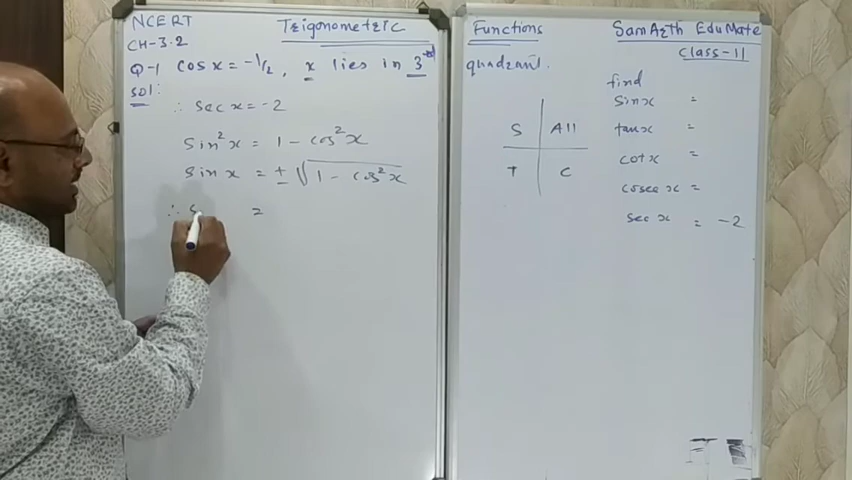 NCERT
Trigonometric
CH-3.2
Q-1 cos x = -1/2 , x lies in 3rd
sol:
∴ sec x = -2
sin²x = 1 - cos²x
sin x = ± √1 - cos²x
∴ s =
Functions
SamArth EduMate
Class-11
quadrant.
find
sin x =
S All
tan x =
T C
cot x =
cosec x =
sec x = -2